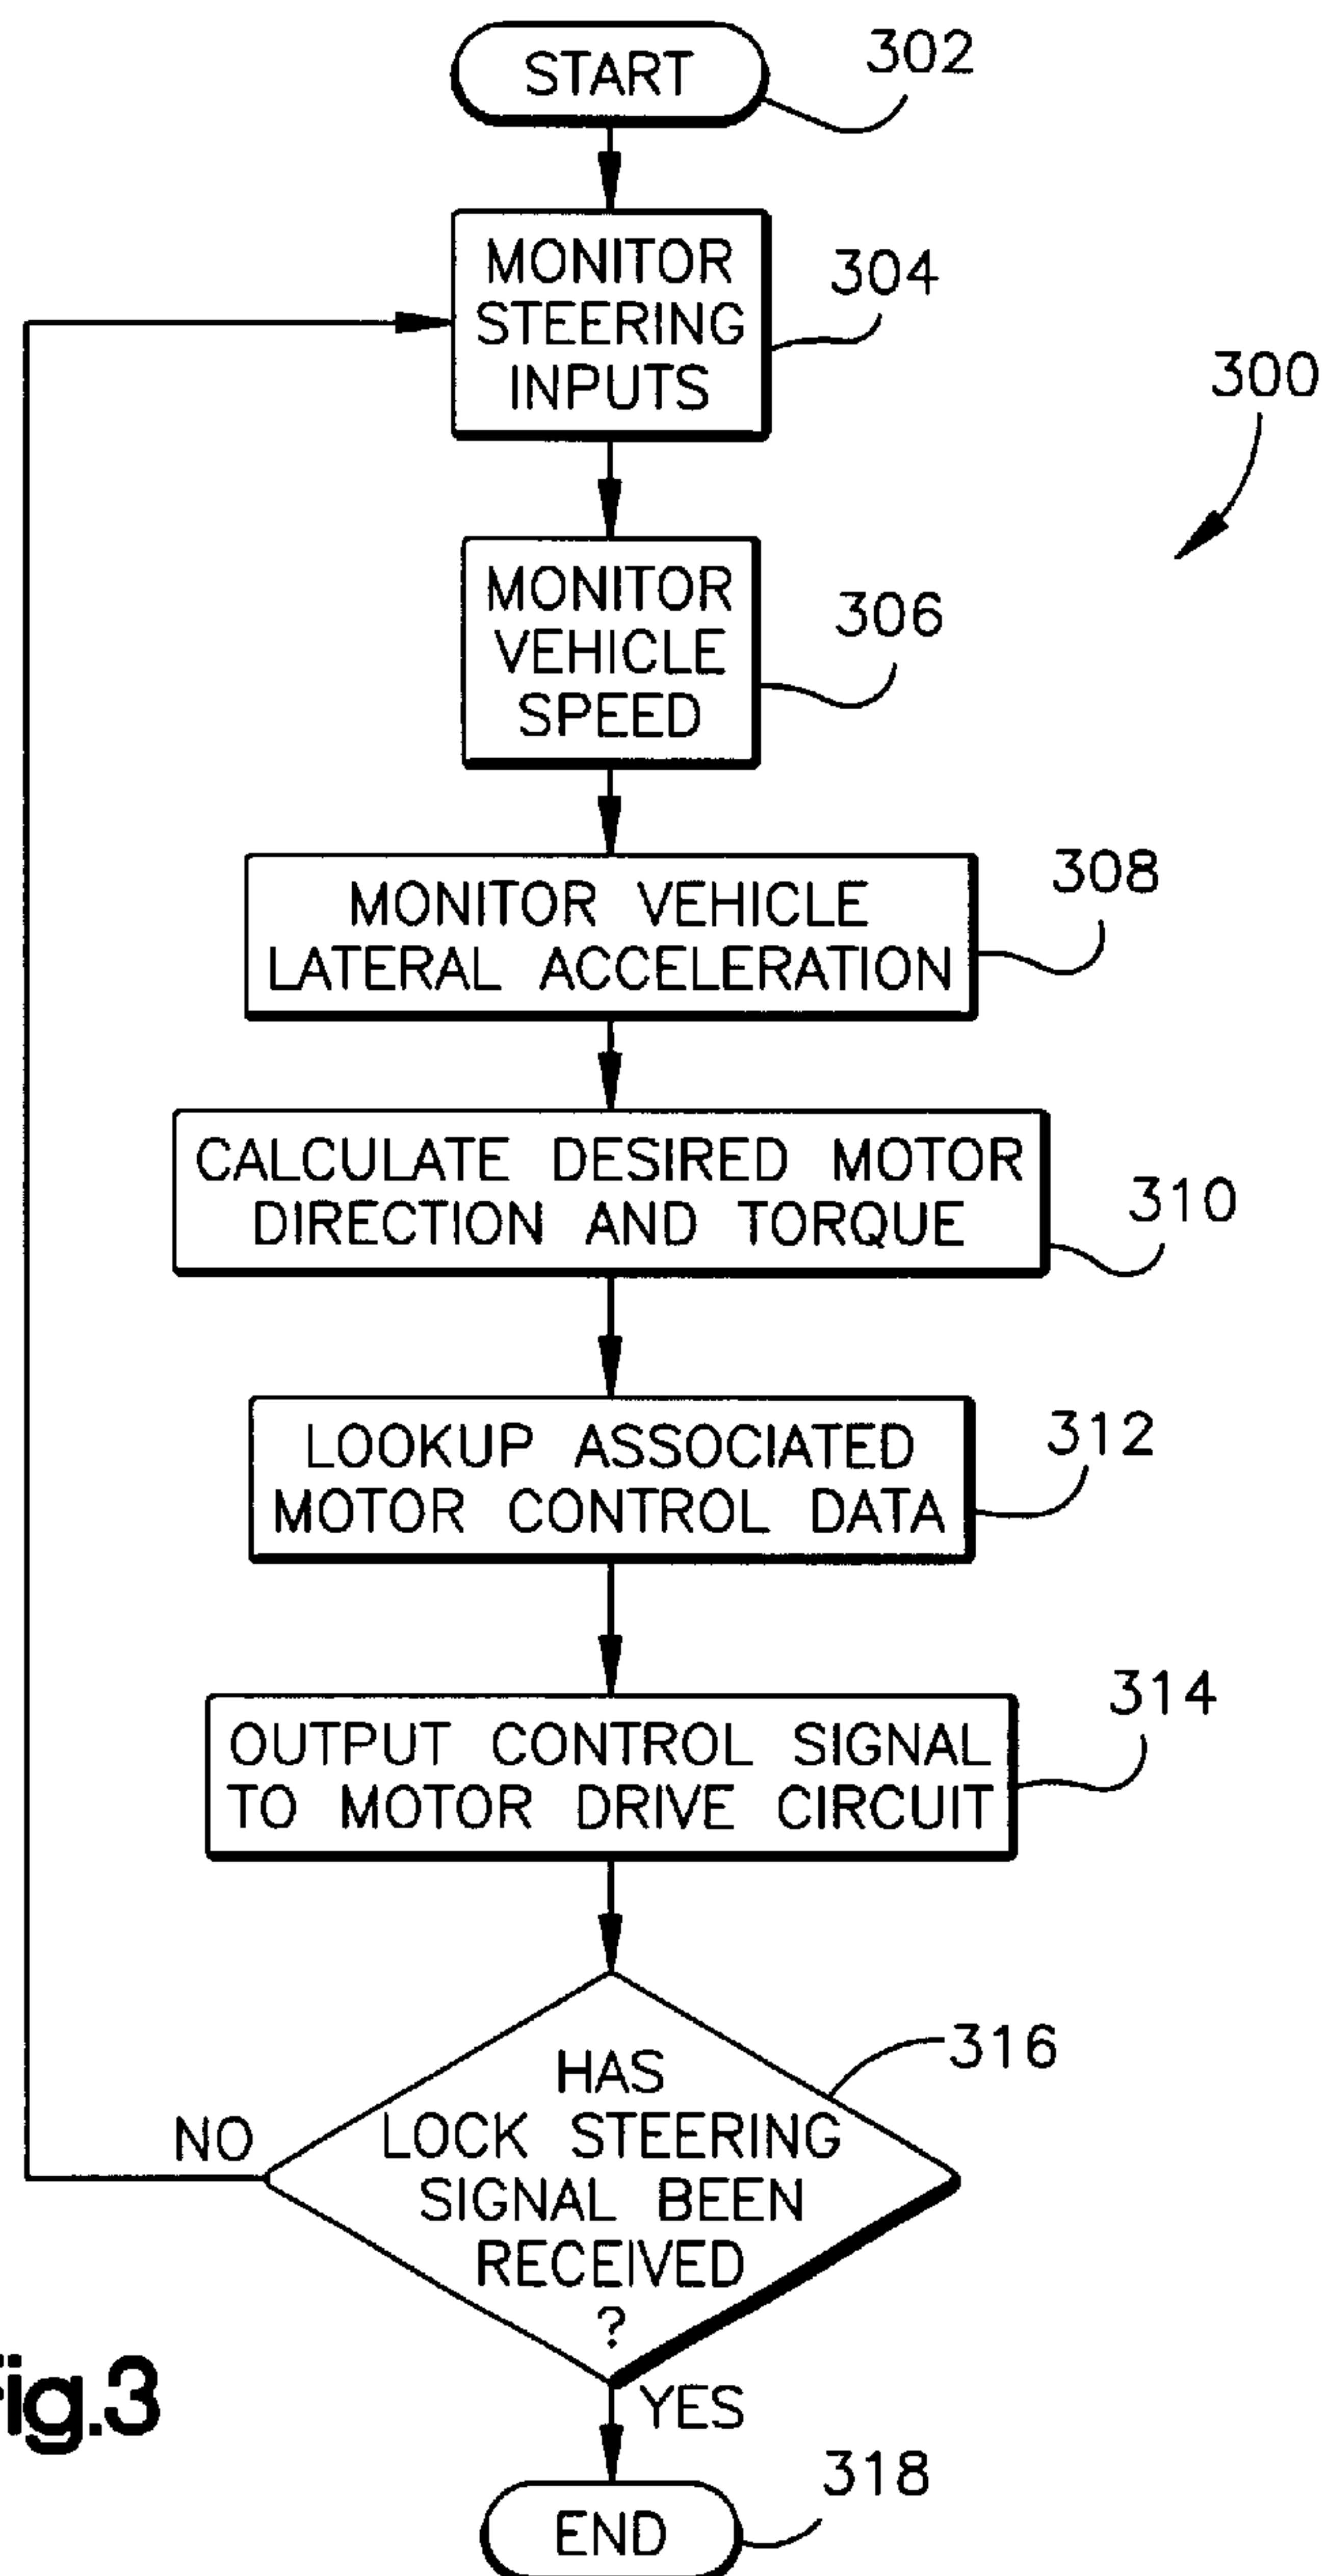 START
302
MONITOR
STEERING
INPUTS
304
300
MONITOR
VEHICLE
SPEED
306
MONITOR VEHICLE
LATERAL ACCELERATION
308
CALCULATE DESIRED MOTOR
DIRECTION AND TORQUE
310
LOOKUP ASSOCIATED
MOTOR CONTROL DATA
312
OUTPUT CONTROL SIGNAL
TO MOTOR DRIVE CIRCUIT
314
HAS
LOCK STEERING
SIGNAL BEEN
RECEIVED
?
316
NO
YES
Fig.3
END
318